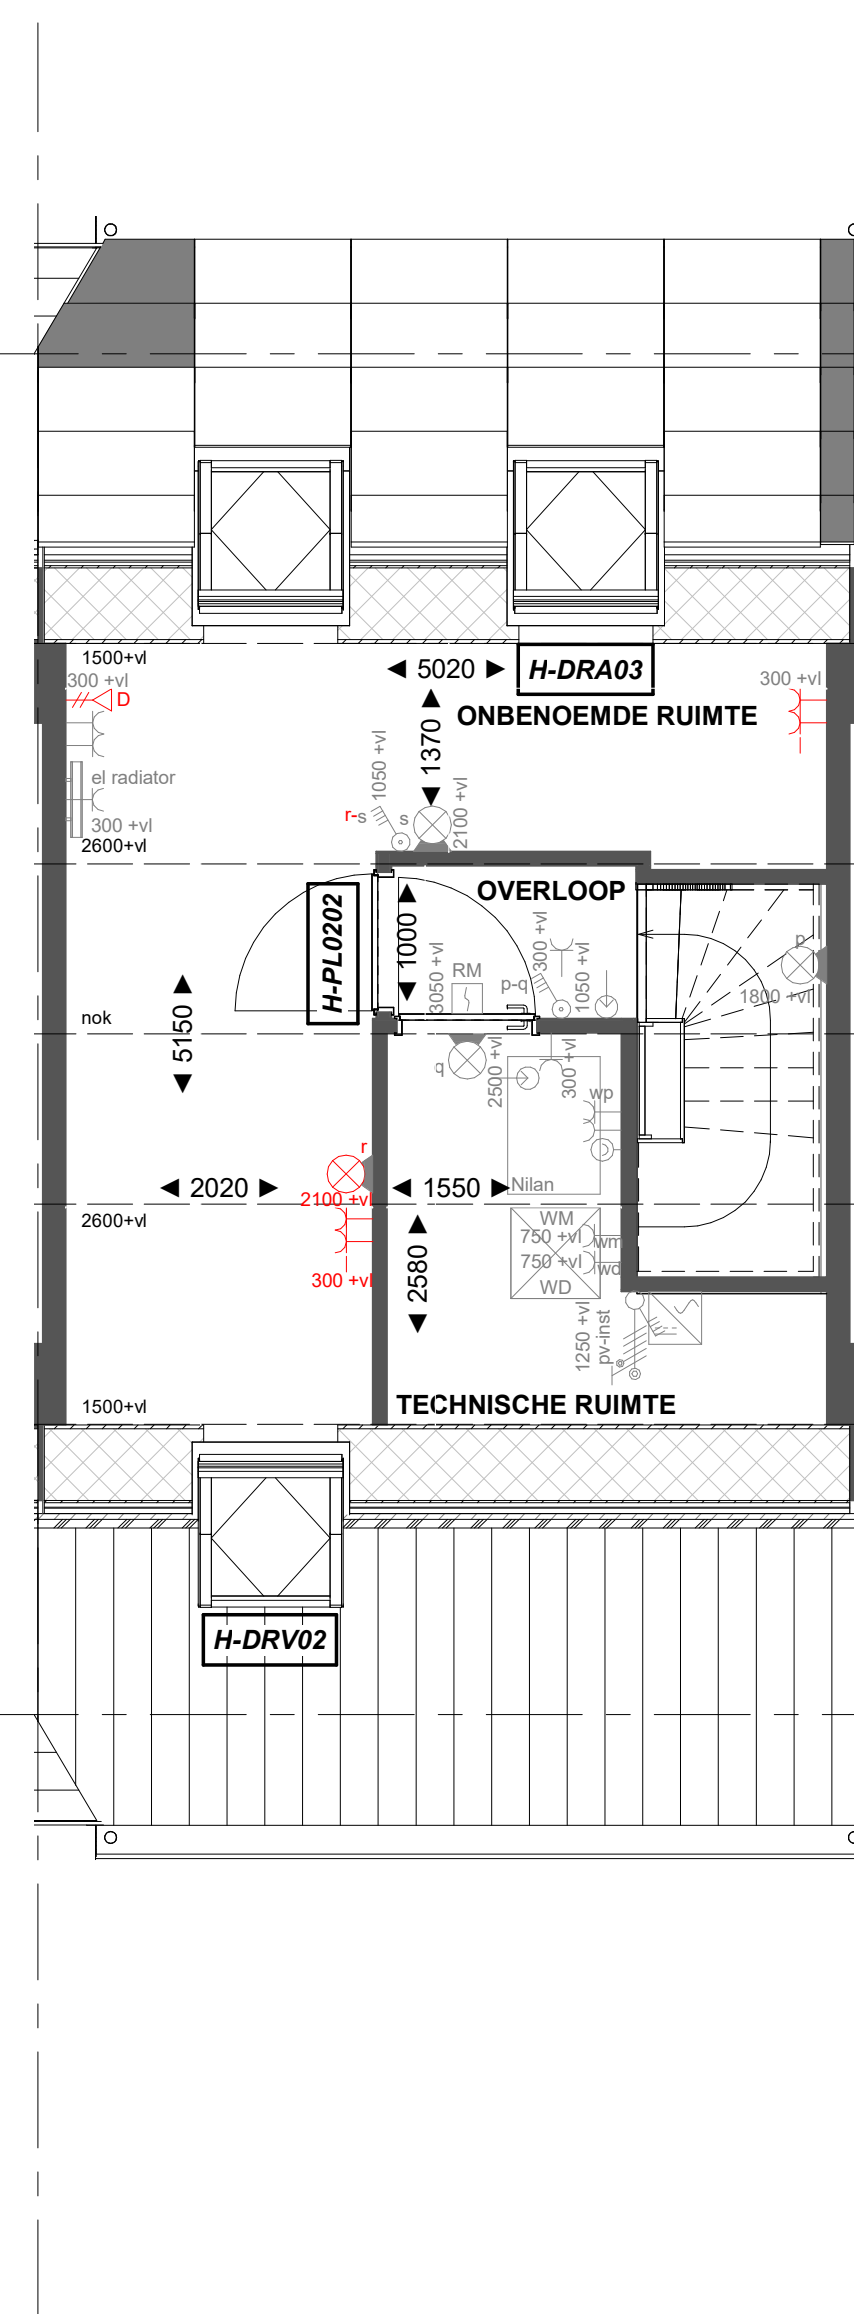 1500+vl
300 +vl
D
el radiator
300 +vl
2600+vl
5020
H-DRA03
300 +vl
ONBENOEMDE RUIMTE
1370
1050 +vl
r-s
s
2100 +vl
OVERLOOP
H-PL0202
1000
3050 +vl
RM
p-q
300 +vl
1050 +vl
p
1800 +vl
nok
5150
q
2500 +vl
300 +vl
wp
Nilan
r
2100 +vl
300 +vl
2020
1550
2600+vl
2580
WM
750 +vl
wm
750 +vl
wd
WD
1250 +vl
pv-inst
1500+vl
TECHNISCHE RUIMTE
H-DRV02